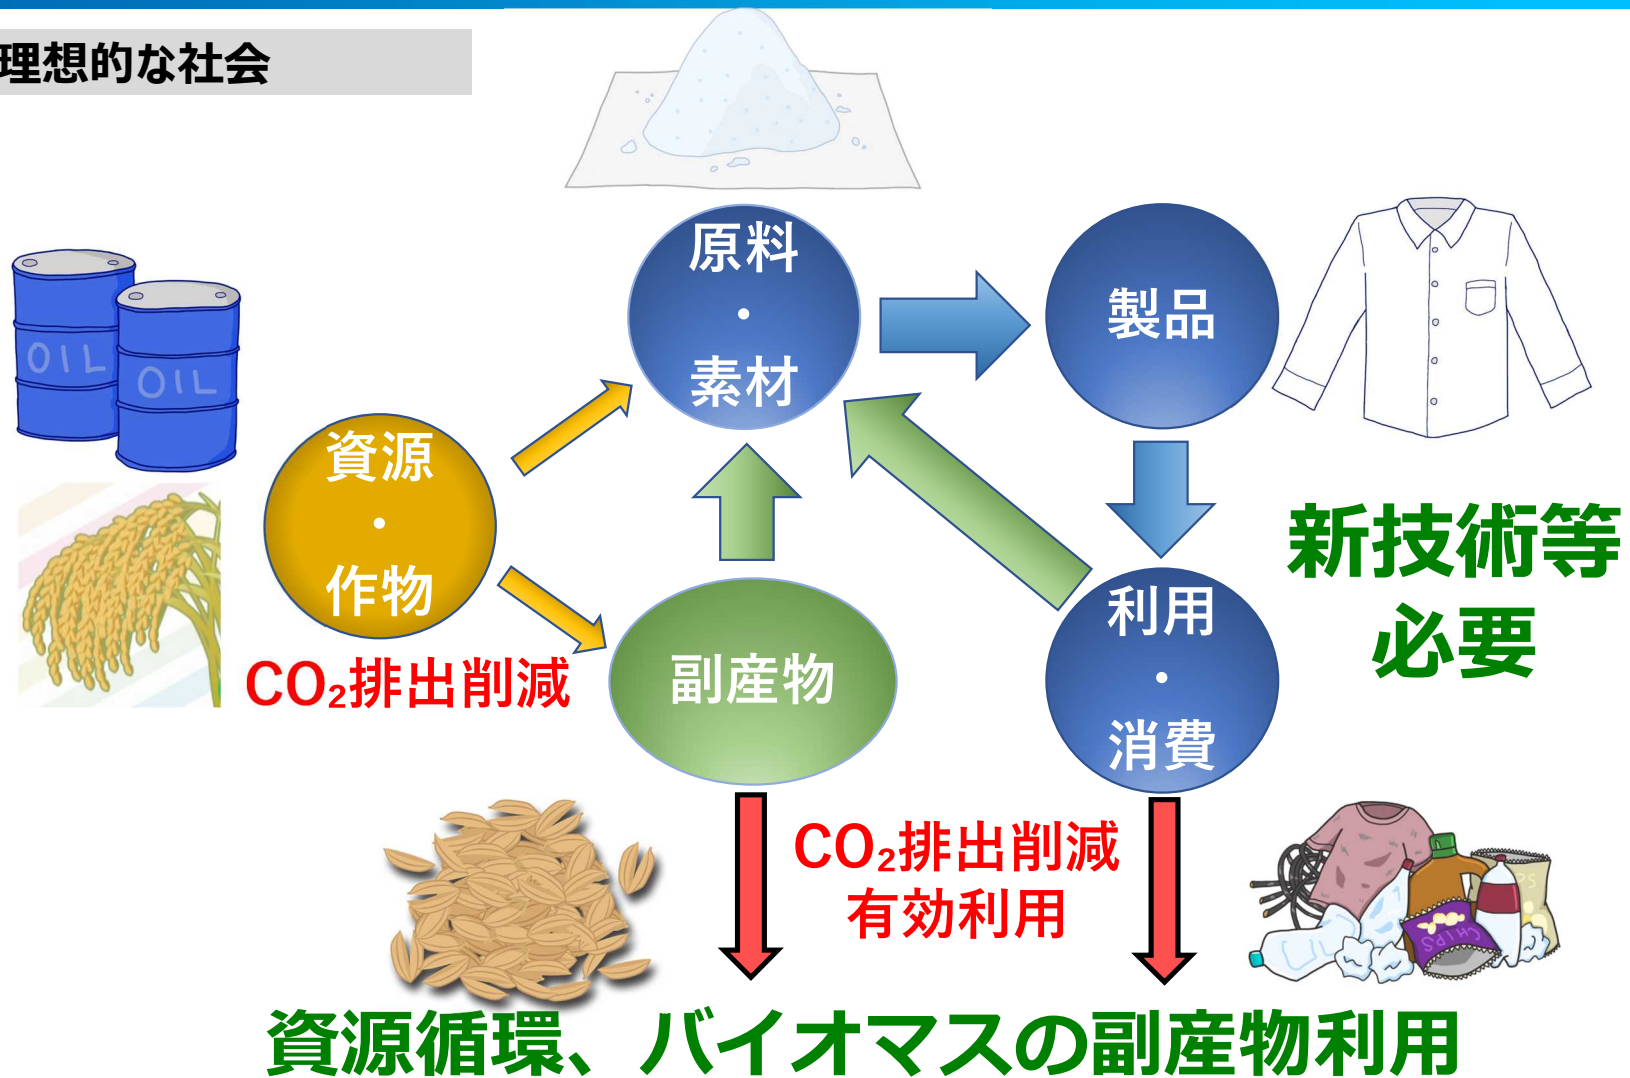 理想的な社会
原料
・
素材
製品
OIL
OIL
資源
・
作物
新技術等
必要
利用
・
消費
副産物
CO₂排出削減
CO₂排出削減
有効利用
CHIPS
資源循環、バイオマスの副産物利用